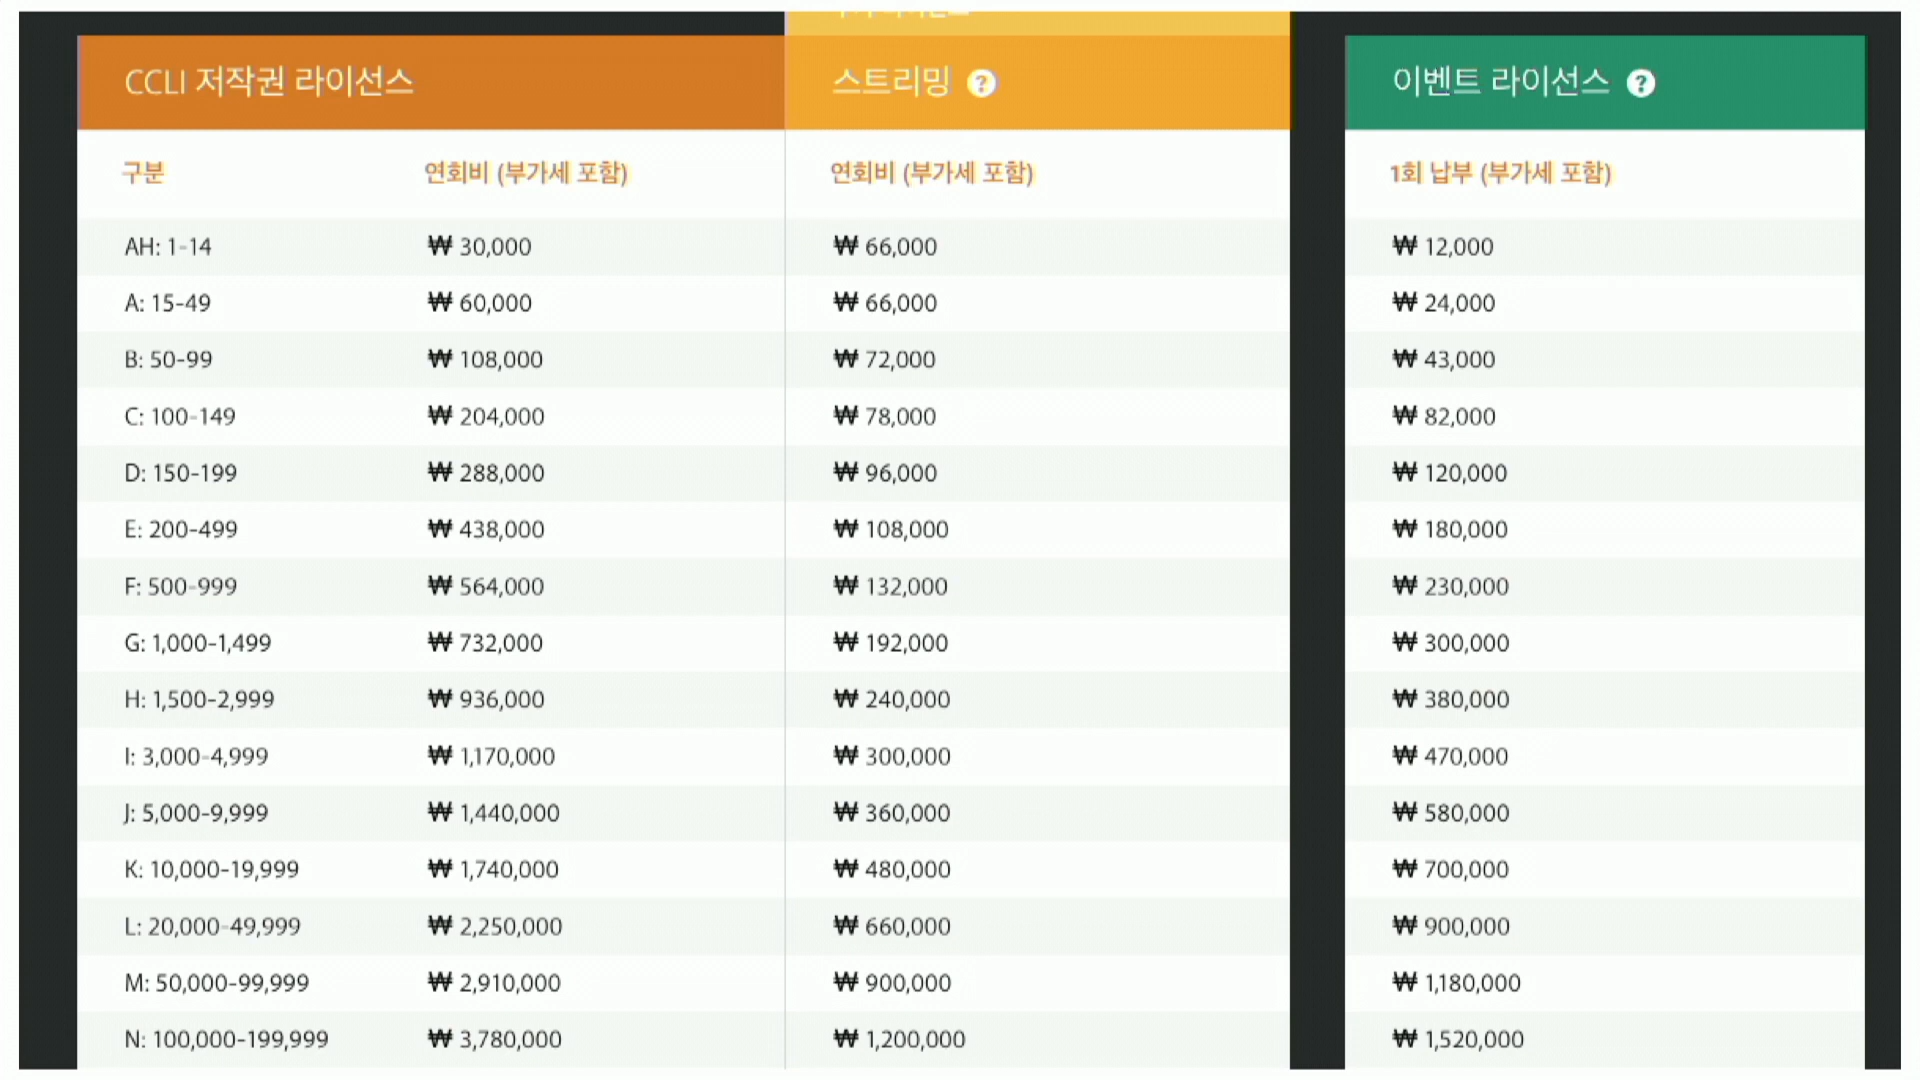 CCLI 저작권 라이선스 스트리밍 ? 이벤트 라이선스 ?
구분 연회비 (부가세 포함) 연회비 (부가세 포함) 1회 납부 (부가세 포함)
AH: 1-14 ₩ 30,000 ₩ 66,000 ₩ 12,000
A: 15-49 ₩ 60,000 ₩ 66,000 ₩ 24,000
B: 50-99 ₩ 108,000 ₩ 72,000 ₩ 43,000
C: 100-149 ₩ 204,000 ₩ 78,000 ₩ 82,000
D: 150-199 ₩ 288,000 ₩ 96,000 ₩ 120,000
E: 200-499 ₩ 438,000 ₩ 108,000 ₩ 180,000
F: 500-999 ₩ 564,000 ₩ 132,000 ₩ 230,000
G: 1,000-1,499 ₩ 732,000 ₩ 192,000 ₩ 300,000
H: 1,500-2,999 ₩ 936,000 ₩ 240,000 ₩ 380,000
I: 3,000-4,999 ₩ 1,170,000 ₩ 300,000 ₩ 470,000
J: 5,000-9,999 ₩ 1,440,000 ₩ 360,000 ₩ 580,000
K: 10,000-19,999 ₩ 1,740,000 ₩ 480,000 ₩ 700,000
L: 20,000-49,999 ₩ 2,250,000 ₩ 660,000 ₩ 900,000
M: 50,000-99,999 ₩ 2,910,000 ₩ 900,000 ₩ 1,180,000
N: 100,000-199,999 ₩ 3,780,000 ₩ 1,200,000 ₩ 1,520,000